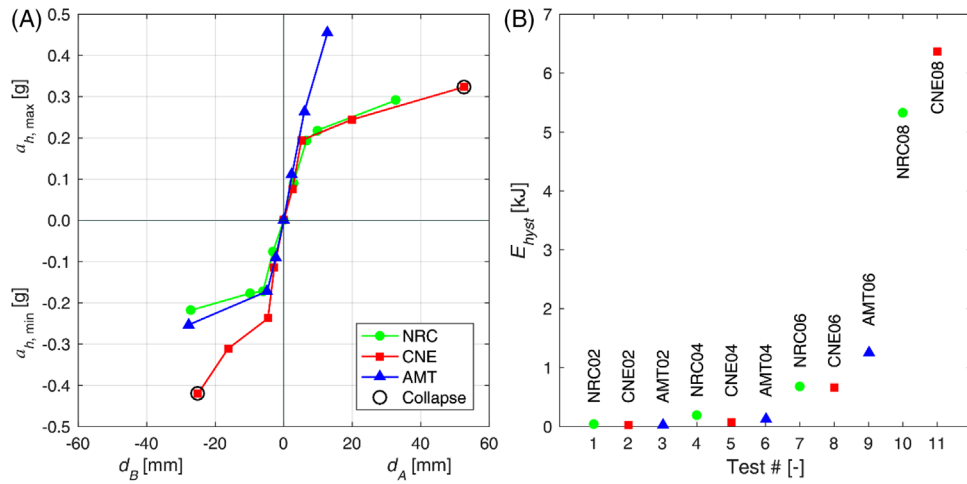 (A)
0.5
0.4
0.3
0.2
0.1
0.0
-0.1
-0.2
-0.3
-0.4
-0.5
a_h, max [g]
a_h, min [g]
-60 -40 -20 0 20 40 60
d_B [mm]
d_A [mm]
NRC
CNE
AMT
Collapse
(B)
7
6
5
4
3
2
1
0
E_hyst [kJ]
NRC02
CNE02
AMT02
NRC04
CNE04
AMT04
NRC06
CNE06
AMT06
NRC08
CNE08
1 2 3 4 5 6 7 8 9 10 11
Test # [-]